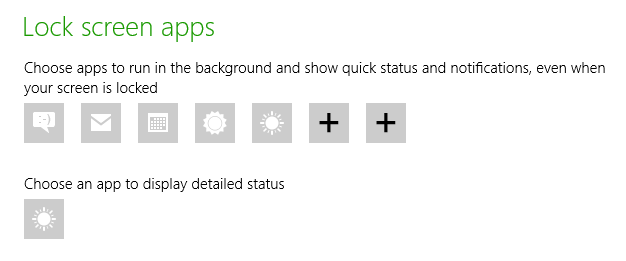 Lock screen apps
Choose apps to run in the background and show quick status and notifications, even when
your screen is locked
Choose an app to display detailed status